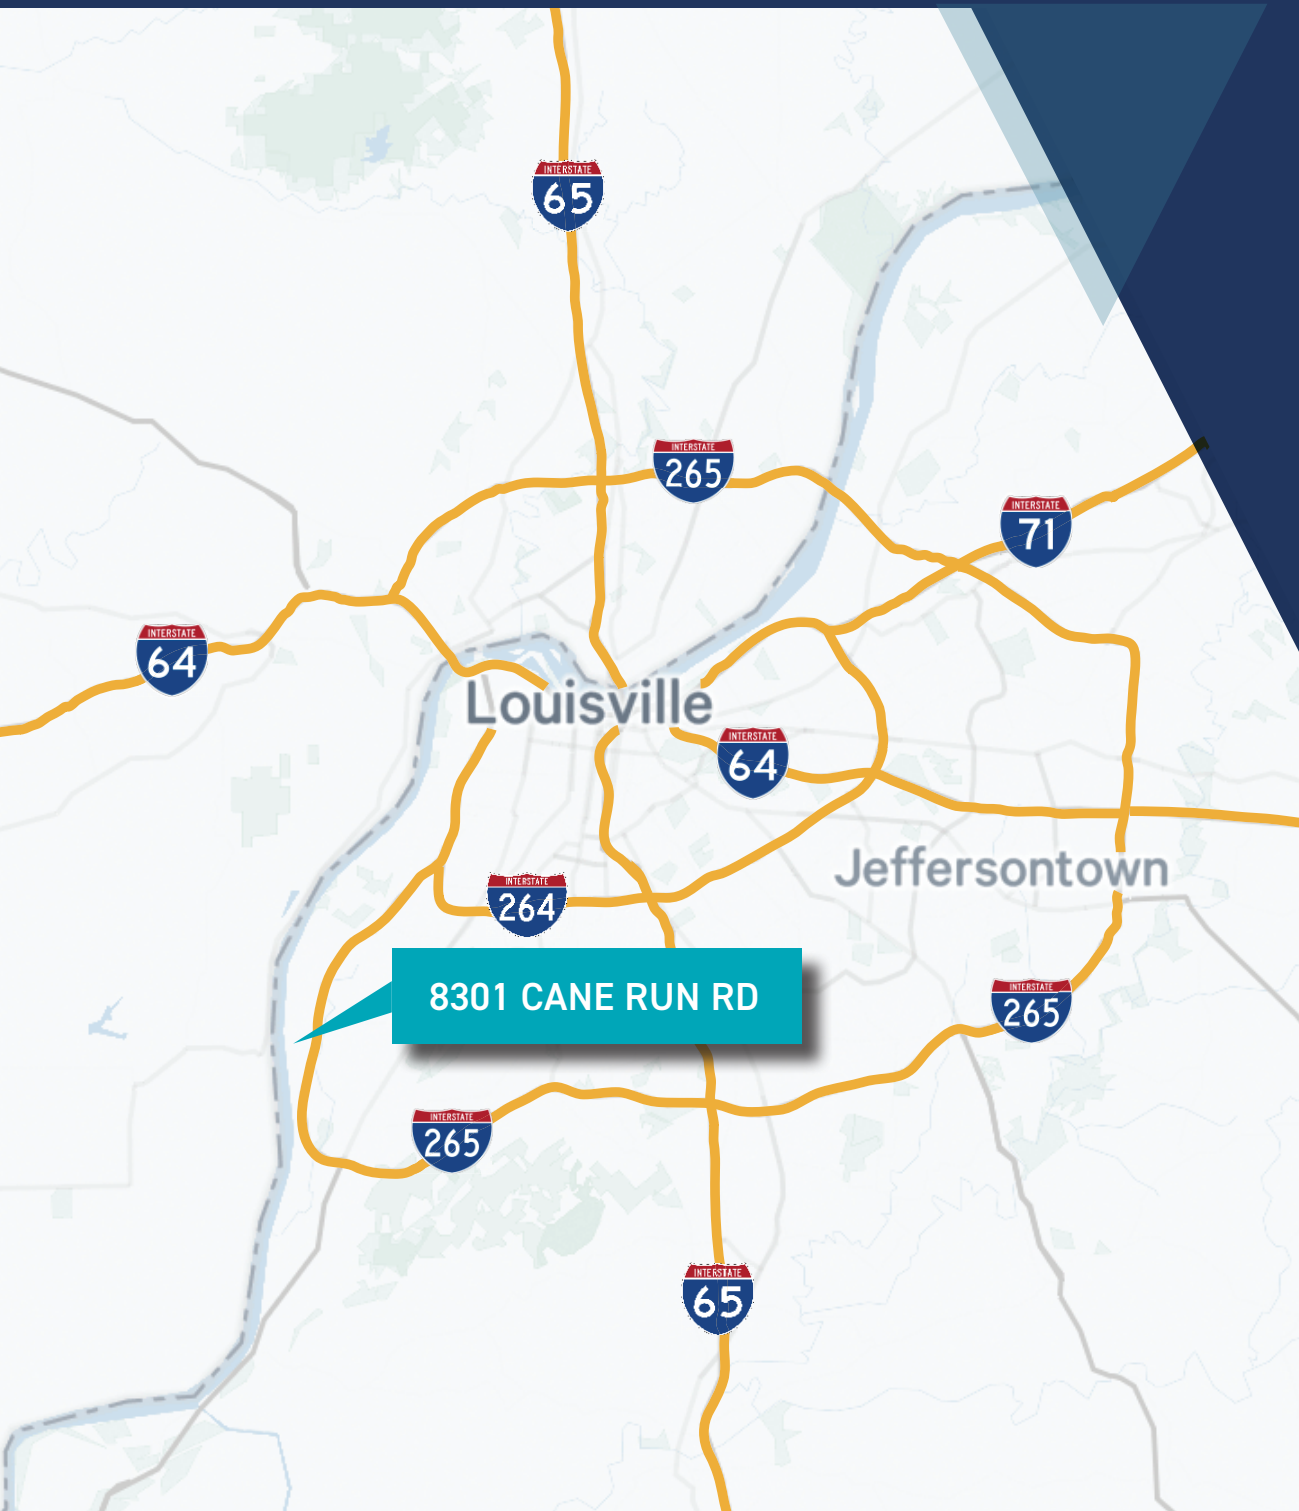 INTERSTATE
65
INTERSTATE
265
INTERSTATE
71
INTERSTATE
64
Louisville
INTERSTATE
64
Jeffersontown
INTERSTATE
264
8301 CANE RUN RD
INTERSTATE
265
INTERSTATE
265
INTERSTATE
65